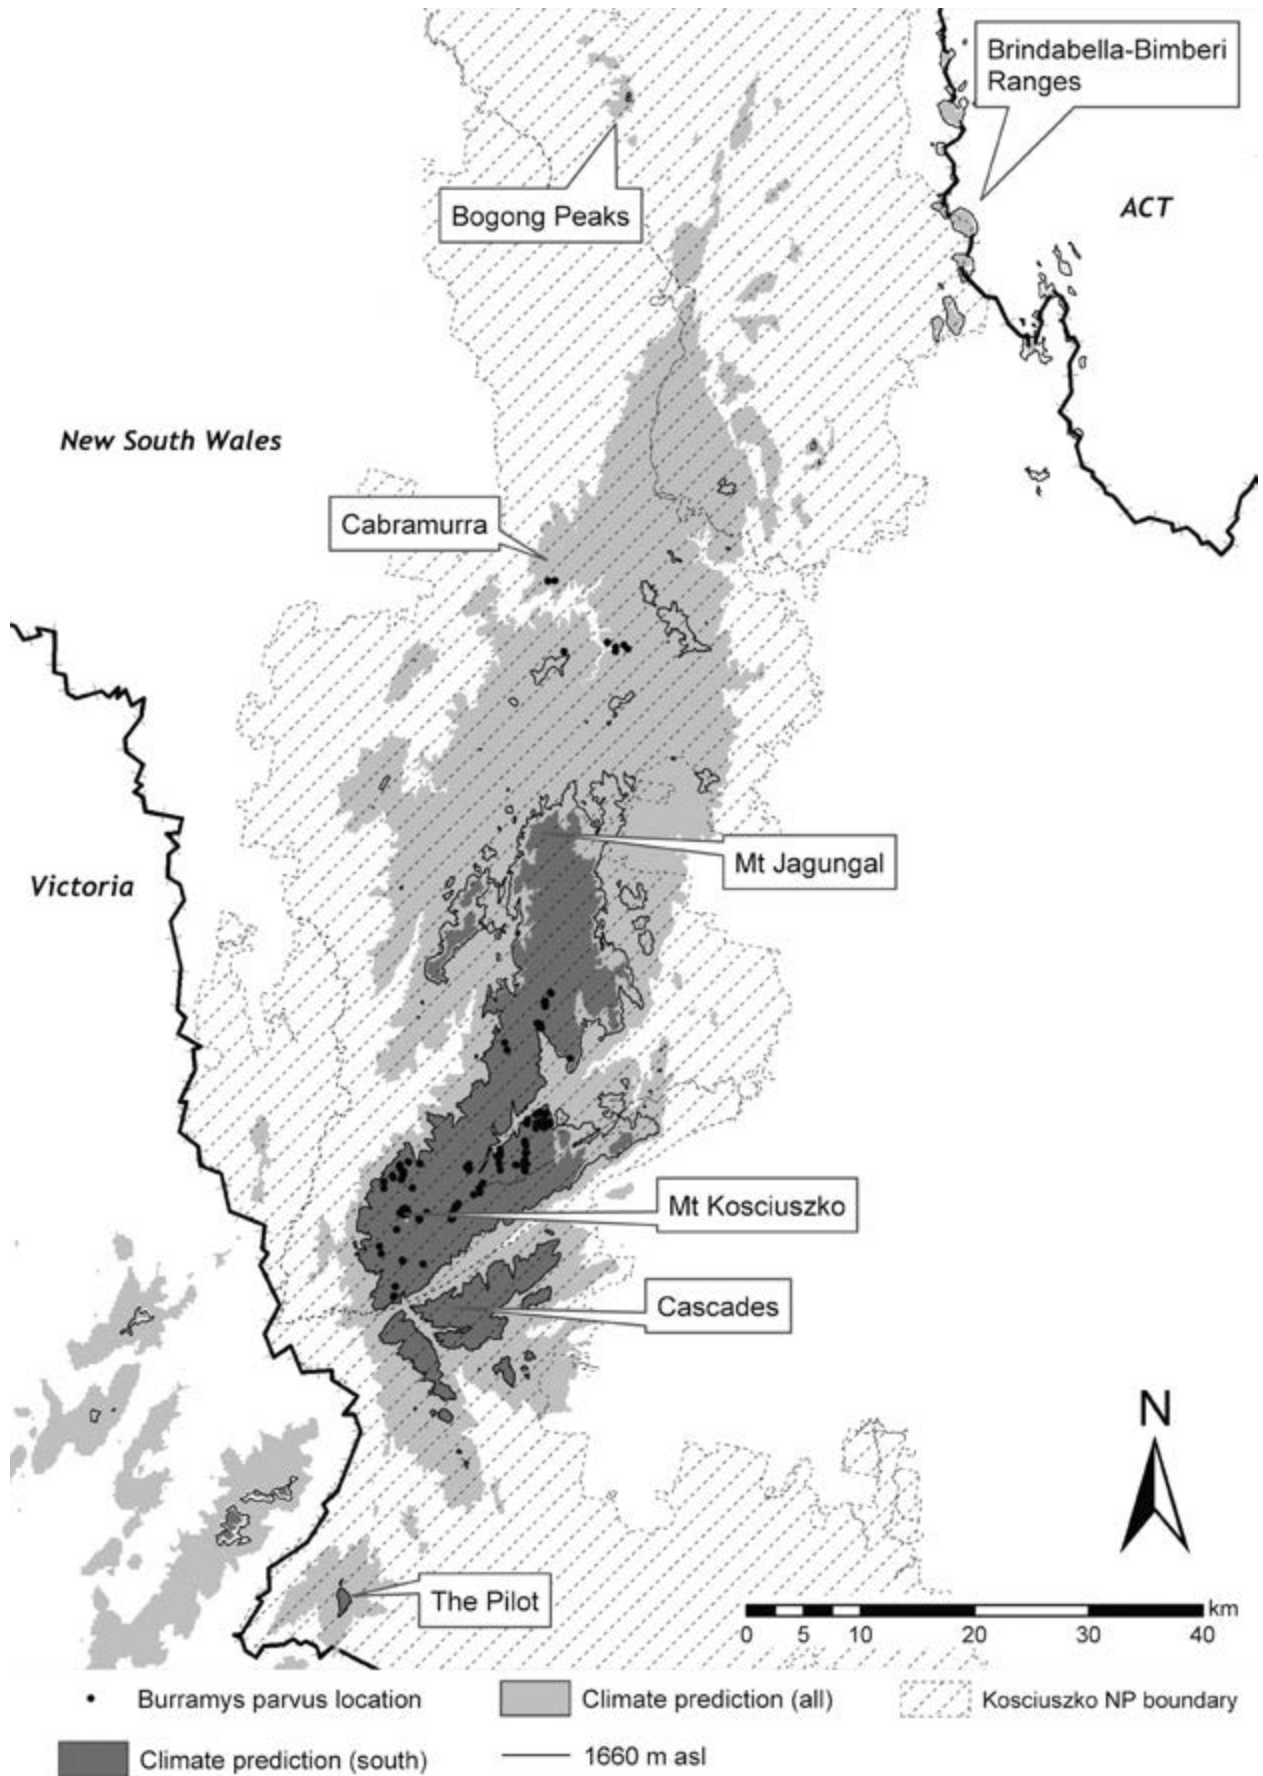 Brindabella-Bimberi
Ranges
ACT
Bogong Peaks
New South Wales
Cabramurra
Mt Jagungal
Victoria
Mt Kosciuszko
Cascades
N
The Pilot
km
0 5 10 20 30 40
Burramys parvus location
Climate prediction (all)
Kosciuszko NP boundary
Climate prediction (south)
1660 m asl